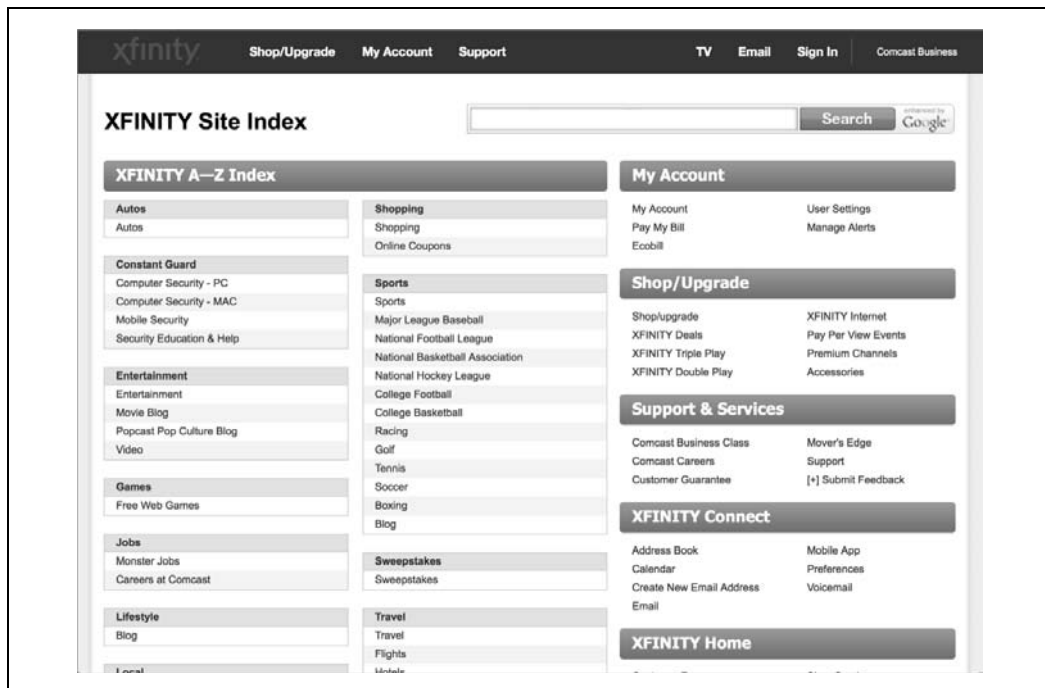 xfinity Shop/Upgrade My Account Support TV Email Sign In Comcast Business
XFINITY Site Index
Search
enhanced by
Google
XFINITY A—Z Index
Autos
Autos
Constant Guard
Computer Security - PC
Computer Security - MAC
Mobile Security
Security Education & Help
Entertainment
Entertainment
Movie Blog
Popcast Pop Culture Blog
Video
Games
Free Web Games
Jobs
Monster Jobs
Careers at Comcast
Lifestyle
Blog
Local
Shopping
Shopping
Online Coupons
Sports
Sports
Major League Baseball
National Football League
National Basketball Association
National Hockey League
College Football
College Basketball
Racing
Golf
Tennis
Soccer
Boxing
Blog
Sweepstakes
Sweepstakes
Travel
Travel
Flights
Hotels
My Account
My Account User Settings
Pay My Bill Manage Alerts
Ecobill
Shop/Upgrade
Shop/upgrade XFINITY Internet
XFINITY Deals Pay Per View Events
XFINITY Triple Play Premium Channels
XFINITY Double Play Accessories
Support & Services
Comcast Business Class Mover's Edge
Comcast Careers Support
Customer Guarantee [+] Submit Feedback
XFINITY Connect
Address Book Mobile App
Calendar Preferences
Create New Email Address Voicemail
Email
XFINITY Home